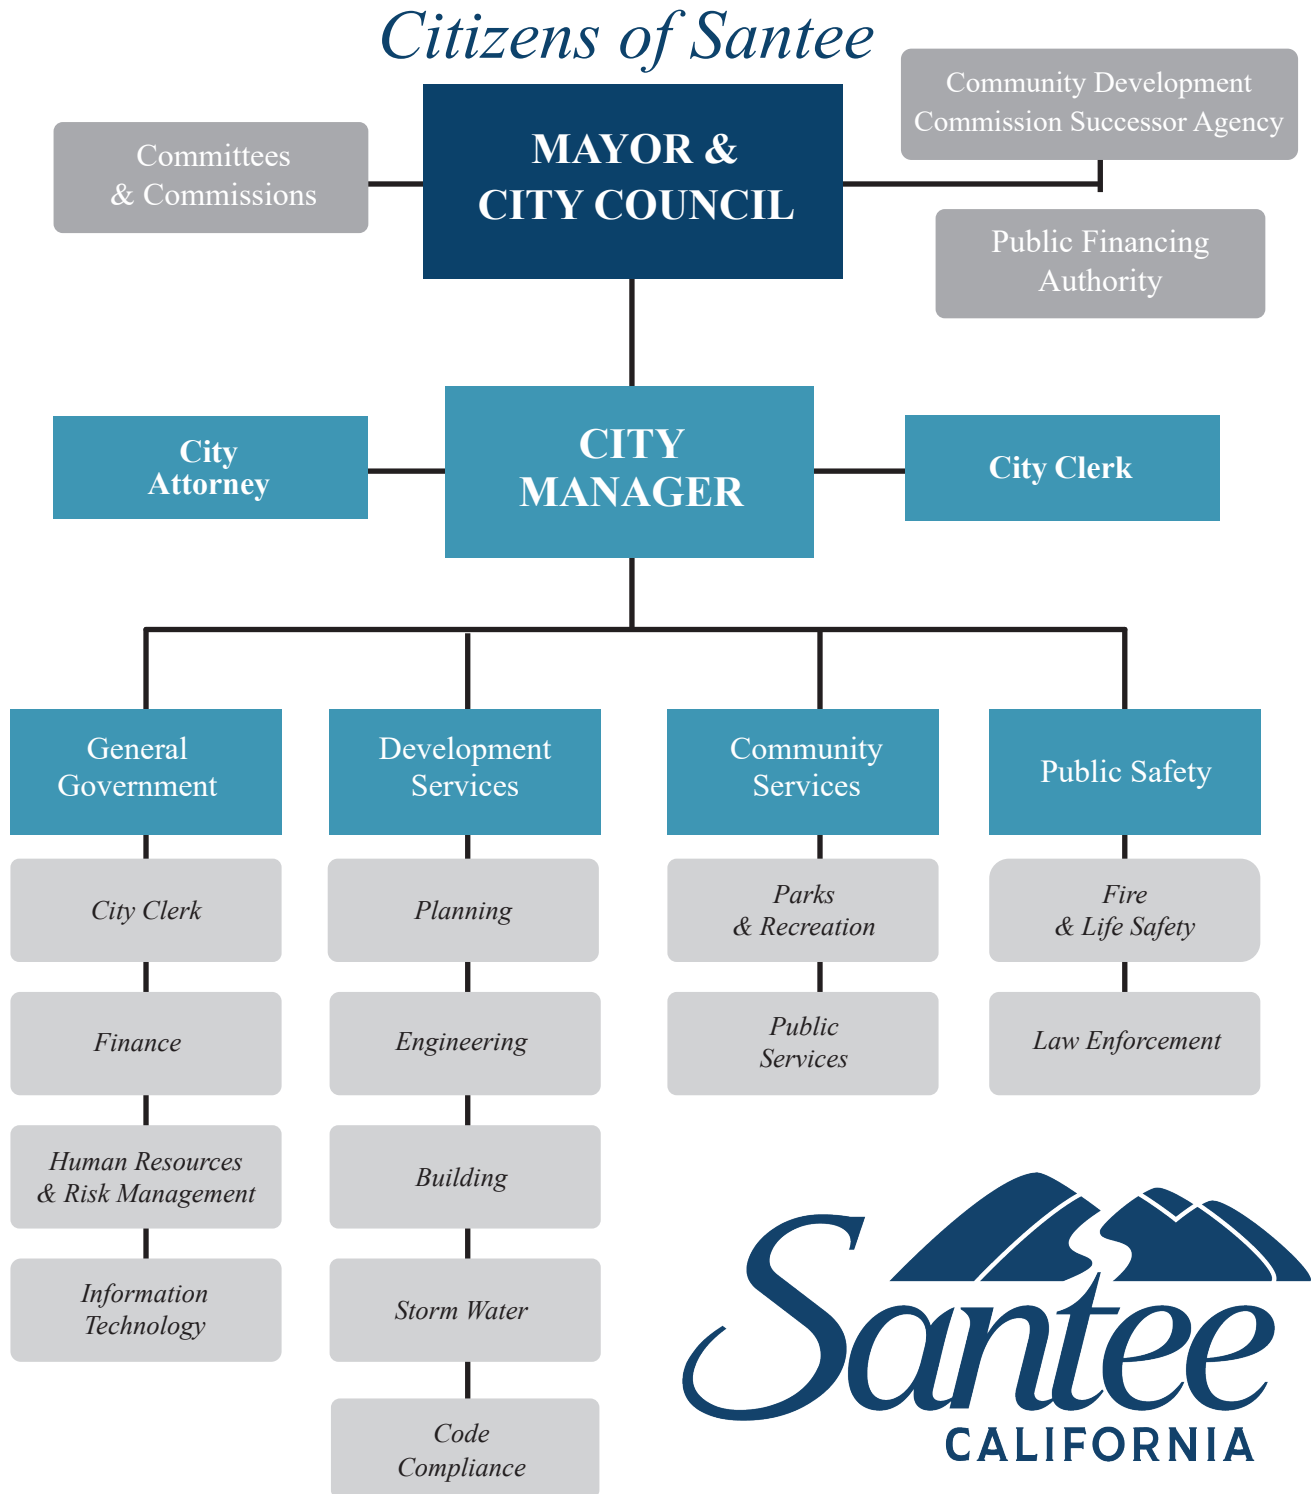 Citizens of Santee
Community Development
Commission Successor Agency
MAYOR &
CITY COUNCIL
Committees
& Commissions
Public Financing
Authority
City
Attorney
CITY
MANAGER
City Clerk
General
Government
Development
Services
Community
Services
Public Safety
City Clerk
Planning
Parks
& Recreation
Fire
& Life Safety
Finance
Engineering
Public
Services
Law Enforcement
Human Resources
& Risk Management
Building
Information
Technology
Storm Water
Code
Compliance
Santee
CALIFORNIA